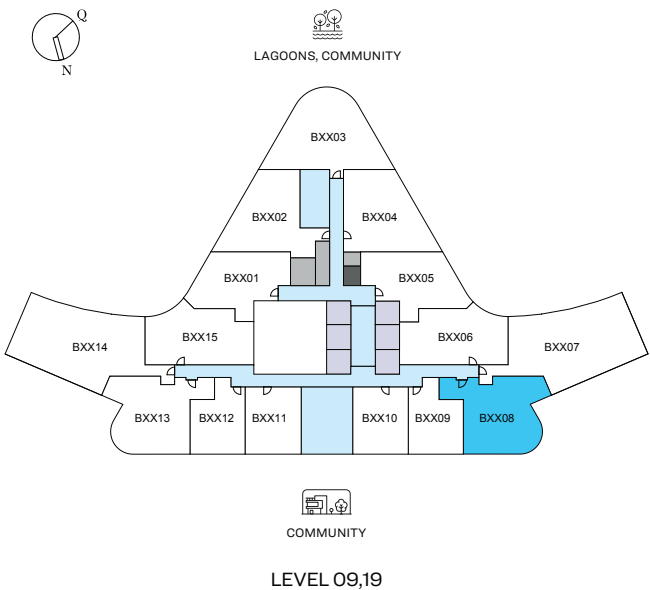 Q
N
LAGOONS, COMMUNITY
BXX03
BXX02 BXX04
BXX01 BXX05
BXX15 BXX06
BXX14 BXX07
BXX13 BXX12 BXX11 BXX10 BXX09 BXX08
COMMUNITY
LEVEL 09,19